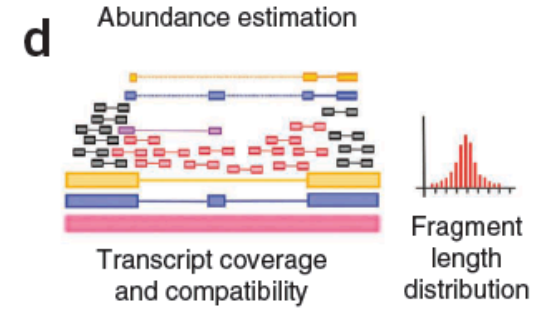 d
Abundance estimation
Transcript coverage
and compatibility
Fragment
length
distribution